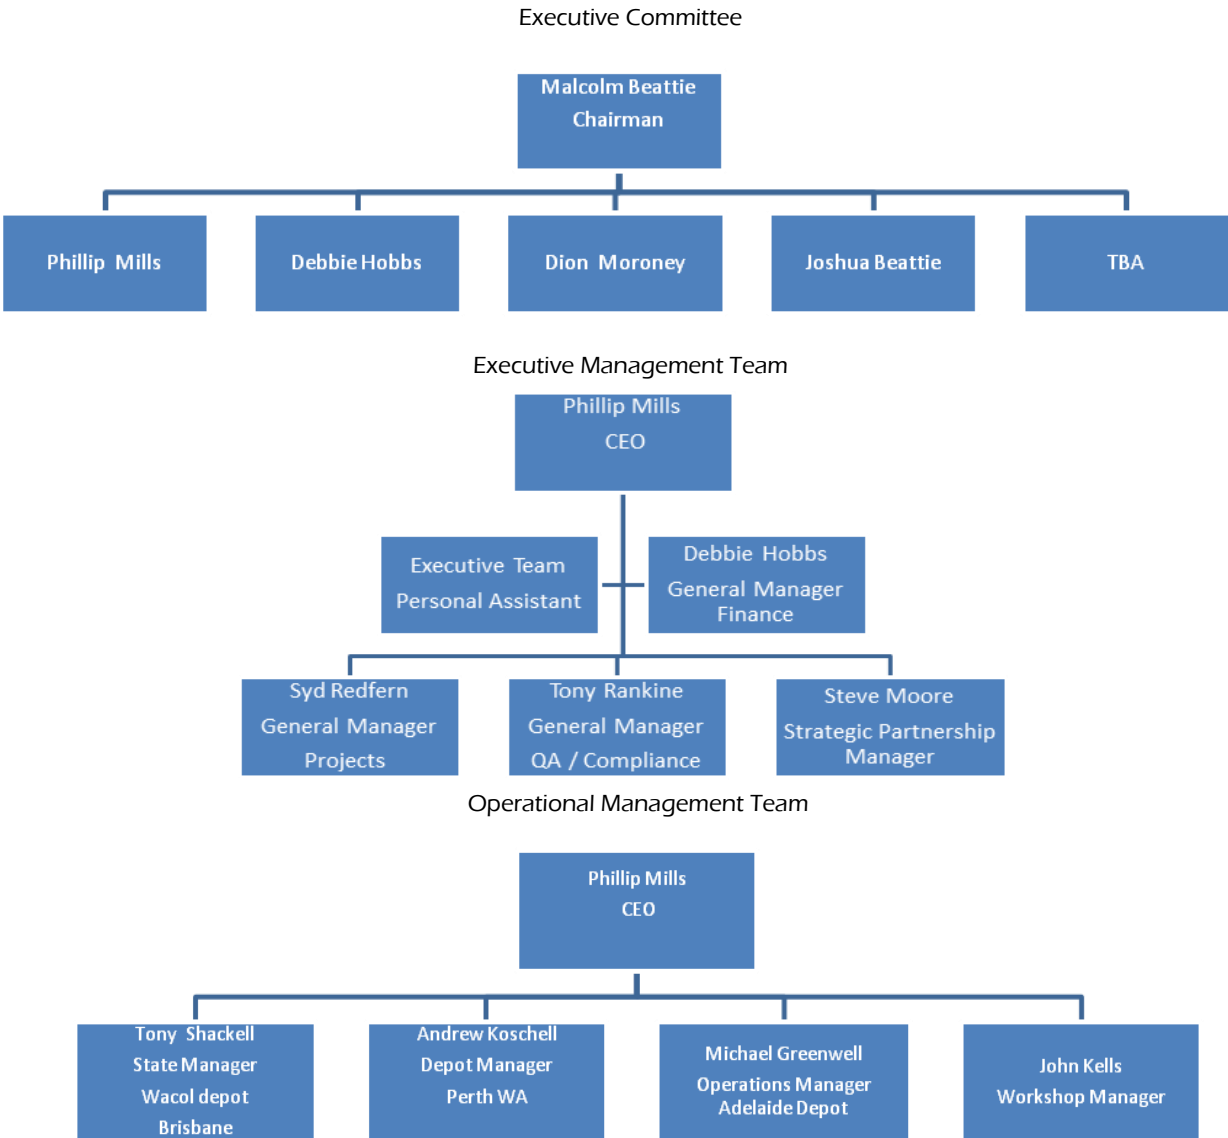 Executive Committee
Malcolm Beattie
Chairman
Phillip Mills
Debbie Hobbs
Dion Moroney
Joshua Beattie
TBA
Executive Management Team
Phillip Mills
CEO
Executive Team
Personal Assistant
Debbie Hobbs
General Manager
Finance
Syd Redfern
General Manager
Projects
Tony Rankine
General Manager
QA / Compliance
Steve Moore
Strategic Partnership
Manager
Operational Management Team
Phillip Mills
CEO
Tony Shackell
State Manager
Wacol depot
Brisbane
Andrew Koschell
Depot Manager
Perth WA
Michael Greenwell
Operations Manager
Adelaide Depot
John Kells
Workshop Manager